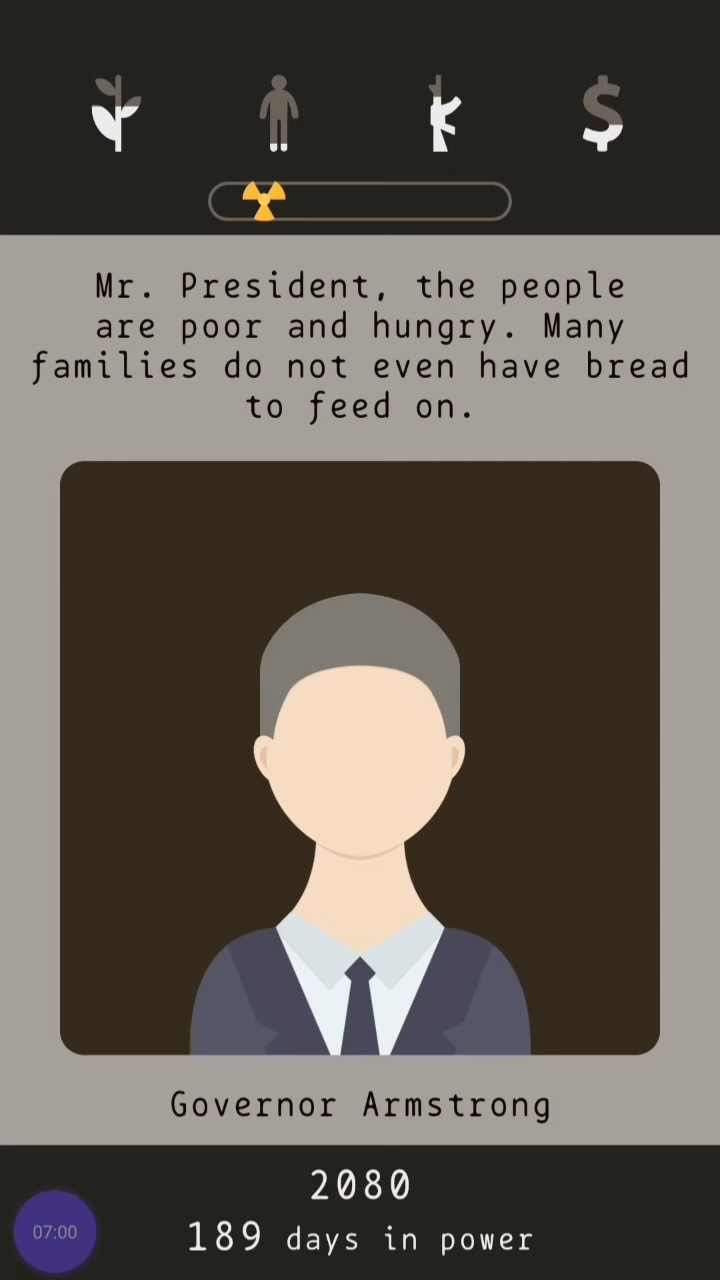 Mr. President, the people
are poor and hungry. Many
families do not even have bread
to feed on.
Governor Armstrong
2080
189 days in power
07:00